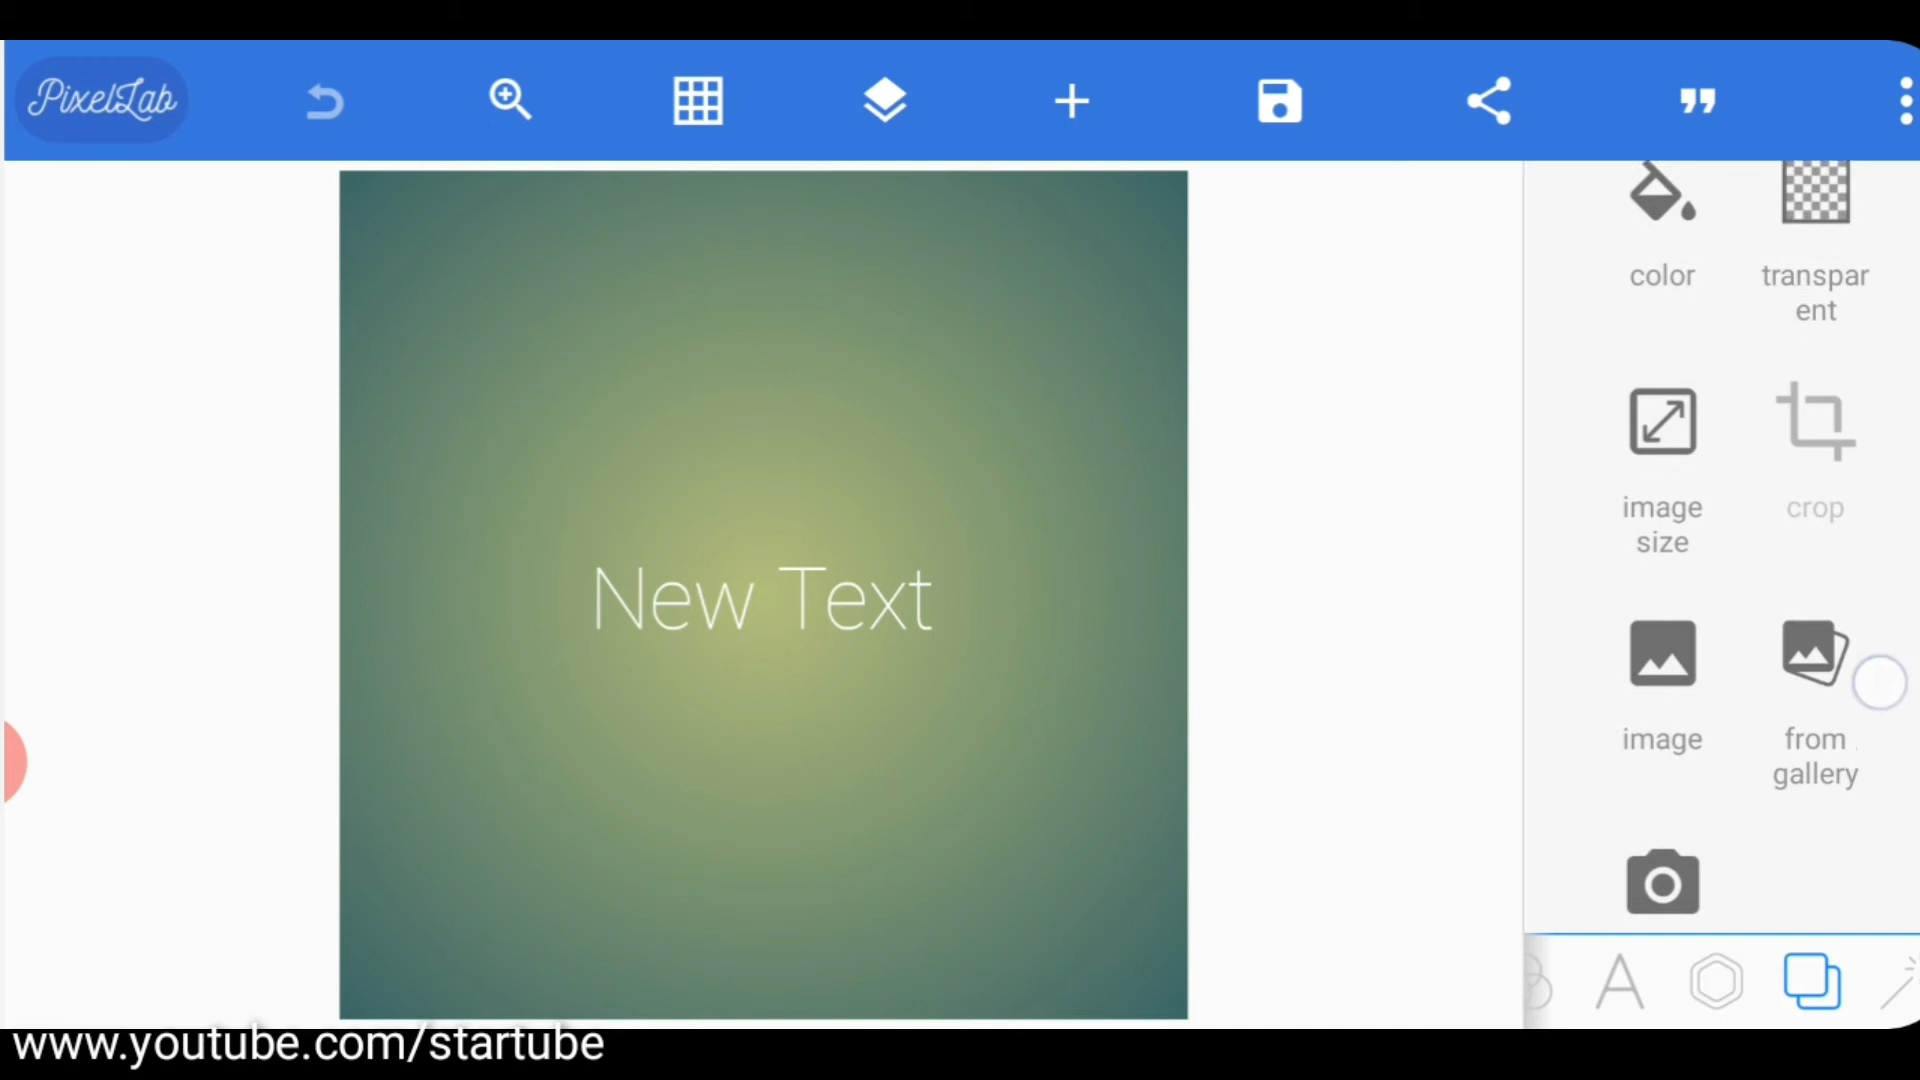 PixelLab
color
transpar
ent
image
size
crop
New Text
image
from
gallery
www.youtube.com/startube